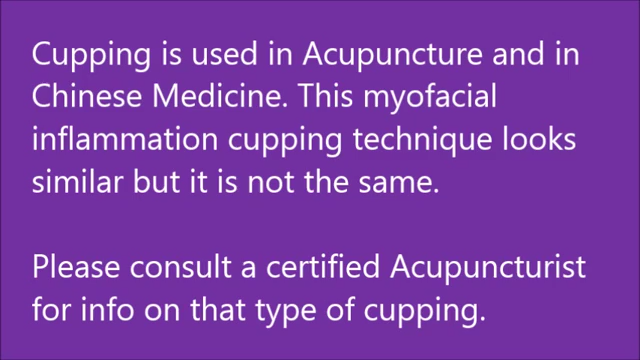 Cupping is used in Acupuncture and in
Chinese Medicine. This myofacial
inflammation cupping technique looks
similar but it is not the same.
Please consult a certified Acupuncturist
for info on that type of cupping.